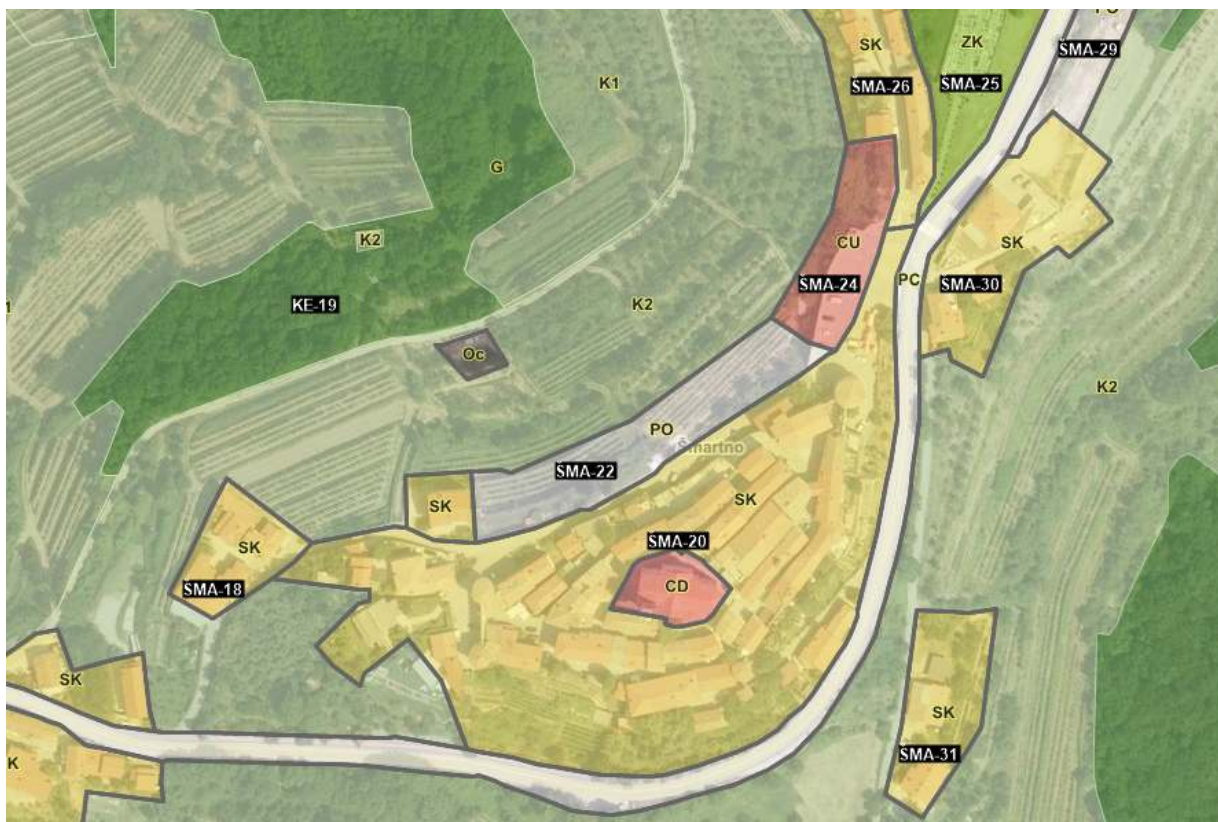 SK
ZK
ŠMA-29
K1
ŠMA-26
ŠMA-25
G
K2
CU
SK
PC
ŠMA-24
ŠMA-30
KE-19
K2
Oc
K2
PO
Šmartno
ŠMA-22
SK
SK
ŠMA-20
SK
CD
ŠMA-18
SK
SK
ŠMA-31